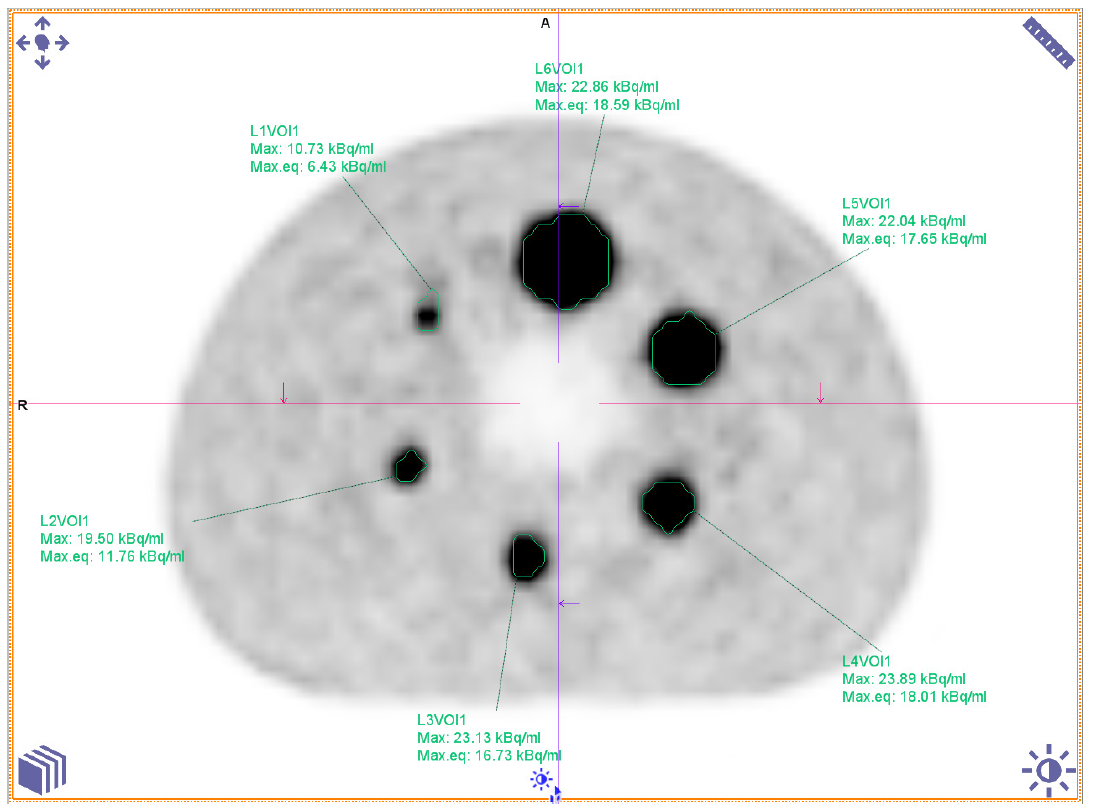 A
L6VOI1
Max: 22.86 kBq/ml
Max.eq: 18.59 kBq/ml
L1VOI1
Max: 10.73 kBq/ml
Max.eq: 6.43 kBq/ml
L5VOI1
Max: 22.04 kBq/ml
Max.eq: 17.65 kBq/ml
R
L2VOI1
Max: 19.50 kBq/ml
Max.eq: 11.76 kBq/ml
L4VOI1
Max: 23.89 kBq/ml
Max.eq: 18.01 kBq/ml
L3VOI1
Max: 23.13 kBq/ml
Max.eq: 16.73 kBq/ml